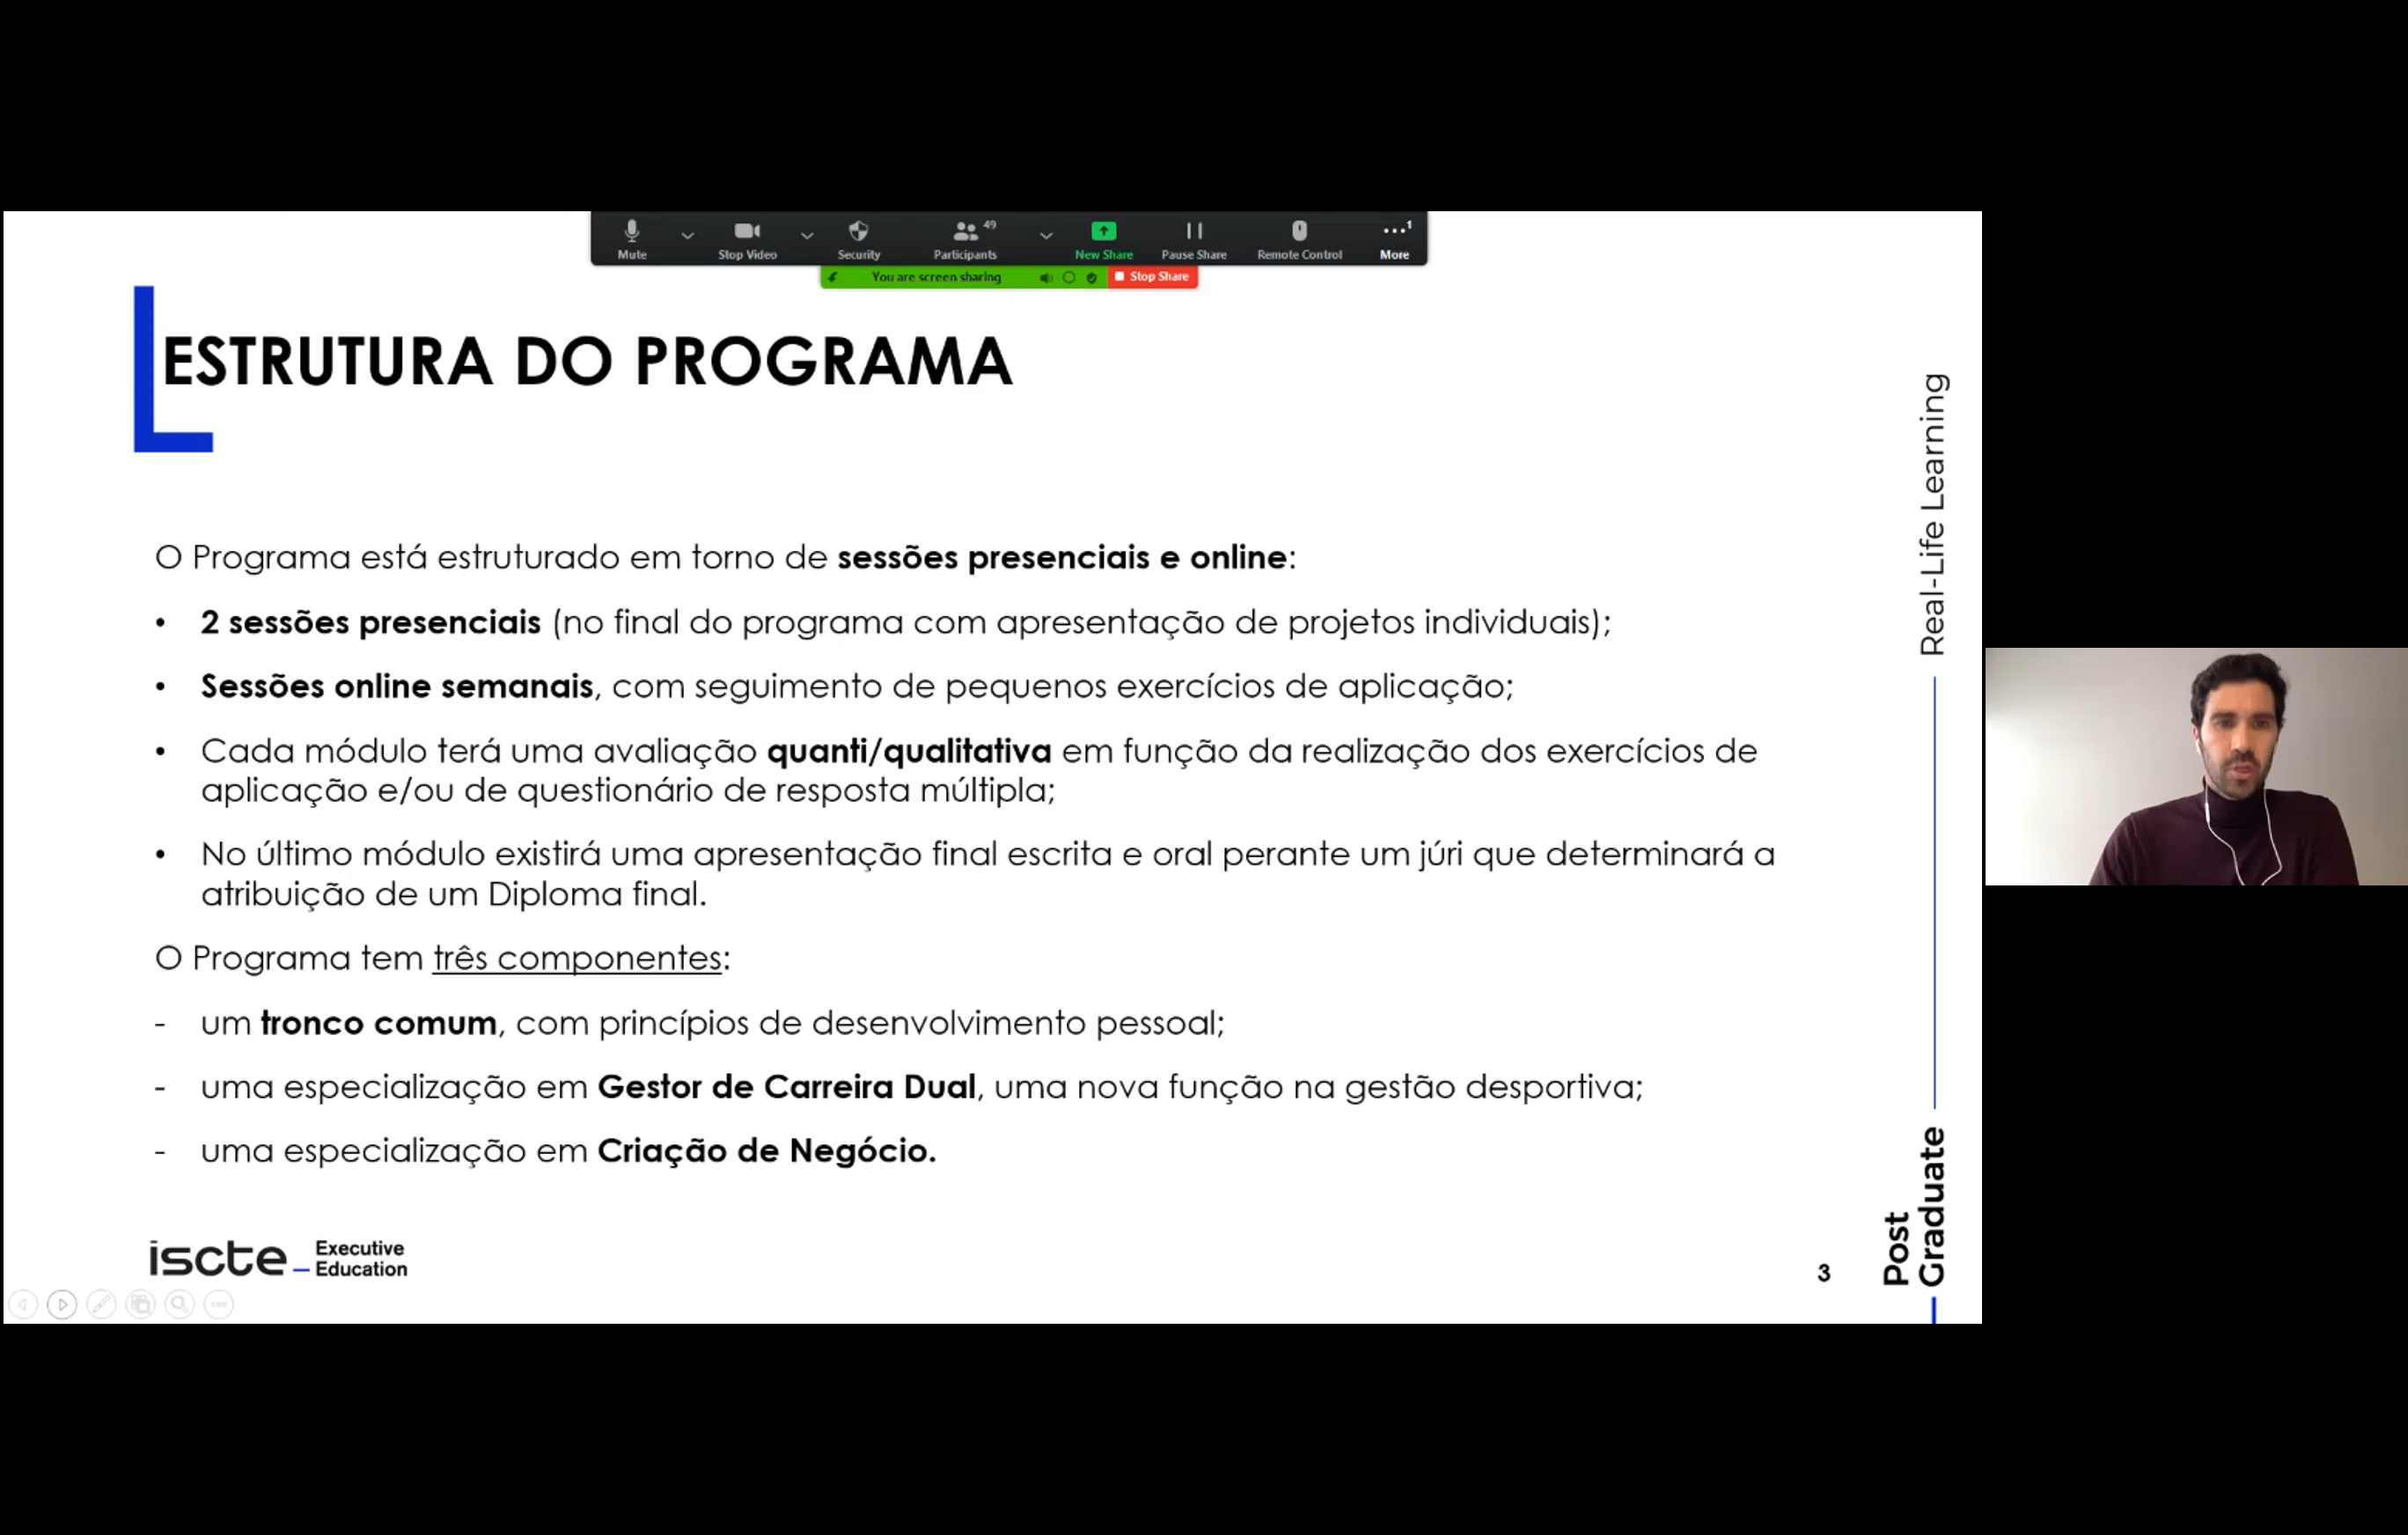 49
1
Mute
Stop Video
Security
Participants
New Share
Pause Share
Remote Control
More
You are screen sharing
Stop Share
ESTRUTURA DO PROGRAMA
O Programa está estruturado em torno de sessões presenciais e online:
• 2 sessões presenciais (no final do programa com apresentação de projetos individuais);
• Sessões online semanais, com seguimento de pequenos exercícios de aplicação;
• Cada módulo terá uma avaliação quanti/qualitativa em função da realização dos exercícios de
aplicação e/ou de questionário de resposta múltipla;
• No último módulo existirá uma apresentação final escrita e oral perante um júri que determinará a
atribuição de um Diploma final.
O Programa tem três componentes:
- um tronco comum, com princípios de desenvolvimento pessoal;
- uma especialização em Gestor de Carreira Dual, uma nova função na gestão desportiva;
- uma especialização em Criação de Negócio.
iscte_ Executive
Education
3
Real-Life Learning
Post
Graduate